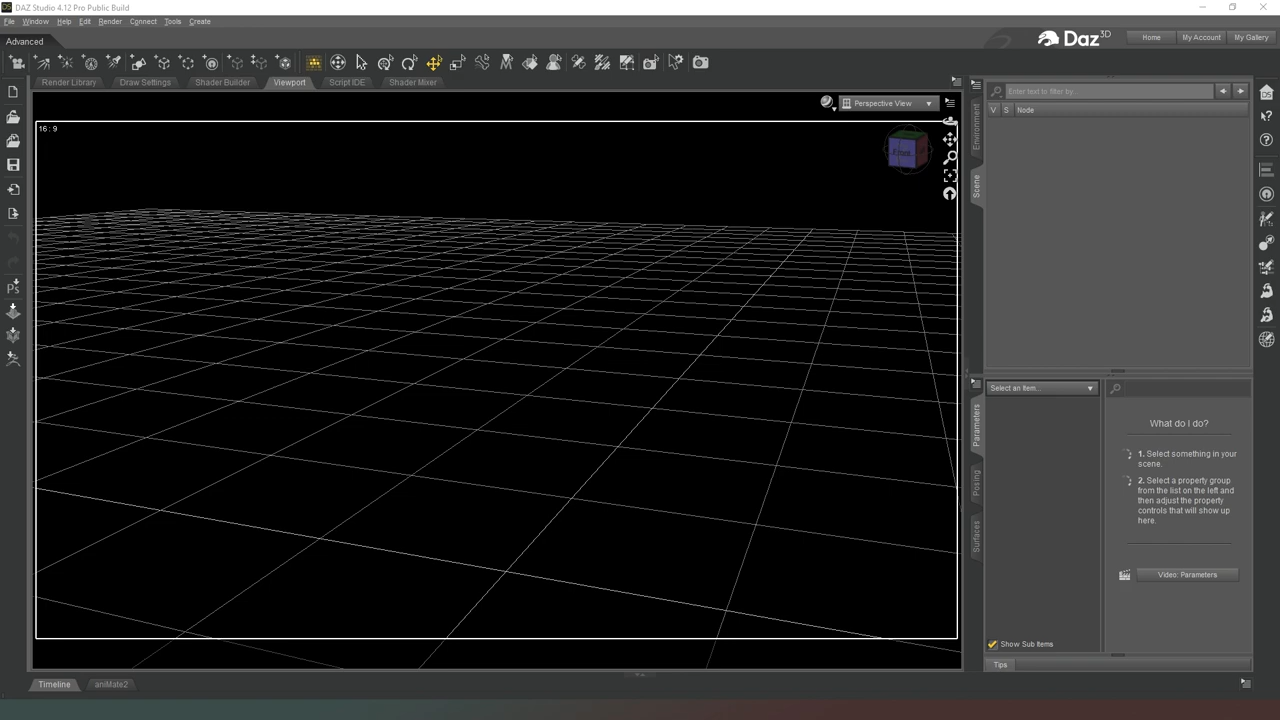 DAZ Studio 4.12 Pro Public Build
File Window Help Edit Render Connect Tools Create
Advanced
Daz3D
Home My Account My Gallery
Render Library Draw Settings Shader Builder Viewport Script IDE Shader Mixer
Enter text to filter by...
Perspective View
V S Node
16 : 9
Front
Environment
Scene
Select an item...
What do I do?
1. Select something in your
scene.
2. Select a property group
from the list on the left and
then adjust the property
controls that will show up
here.
Video: Parameters
Parameters
Posing
Surfaces
Show Sub Items
Tips
Timeline aniMate2
Ps
DS